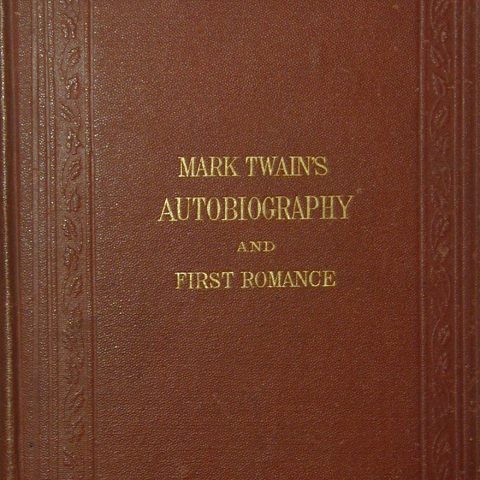 MARK TWAIN'S
AUTOBIOGRAPHY
AND
FIRST ROMANCE